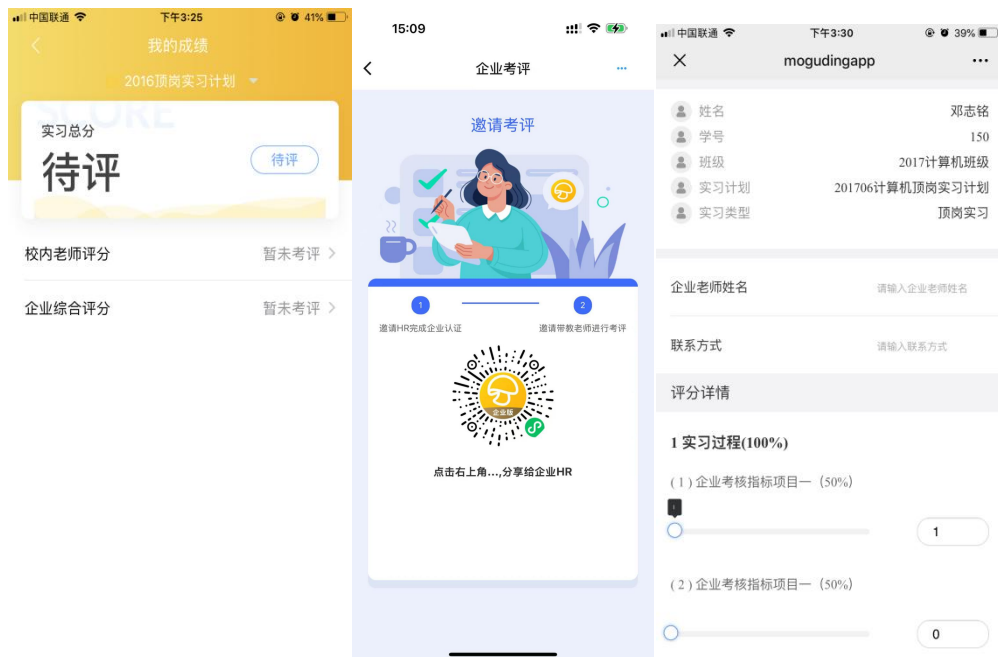 中国联通 下午3:25 41%
我的成绩
2016顶岗实习计划
SCORE
实习总分
待评
待评
校内老师评分 暂未考评
企业综合评分 暂未考评
15:09
企业考评 ...
邀请考评
1 2
邀请HR完成企业认证 邀请带教老师进行考评
企业版
点击右上角...,分享给企业HR
中国联通 下午3:30 39%
mogudingapp ...
姓名 邓志铭
学号 150
班级 2017计算机班级
实习计划 201706计算机顶岗实习计划
实习类型 顶岗实习
企业老师姓名 请输入企业老师姓名
联系方式 请输入联系方式
评分详情
1 实习过程(100%)
( 1 ) 企业考核指标项目一（50%）
1
1
( 2 ) 企业考核指标项目一（50%）
0